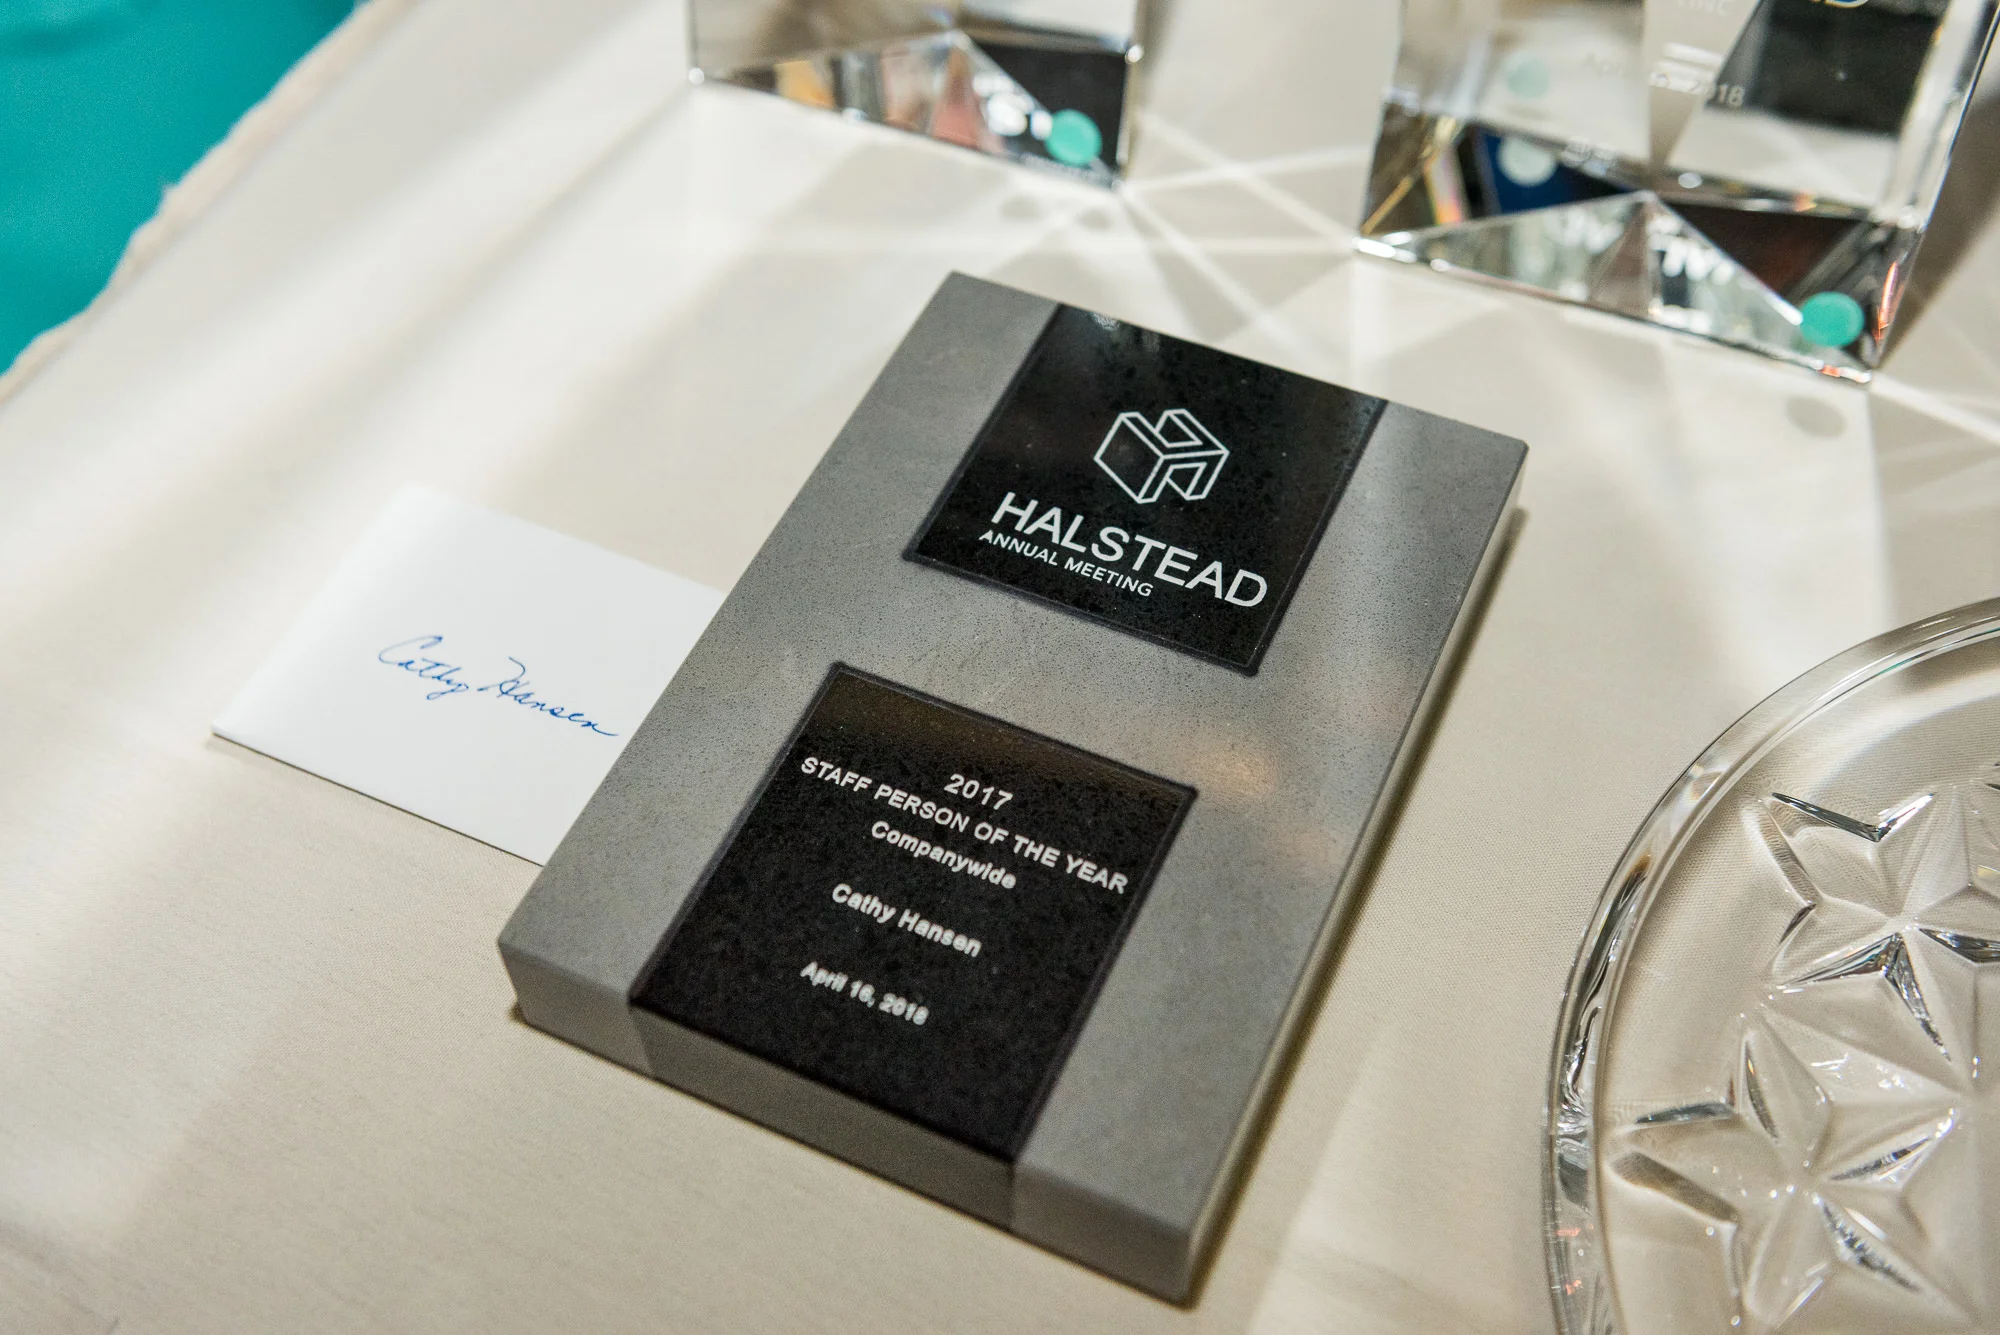 HALSTEAD
ANNUAL MEETING
2017
STAFF PERSON OF THE YEAR
Companywide
Cathy Hansen
April 16, 2018
Cathy Hansen